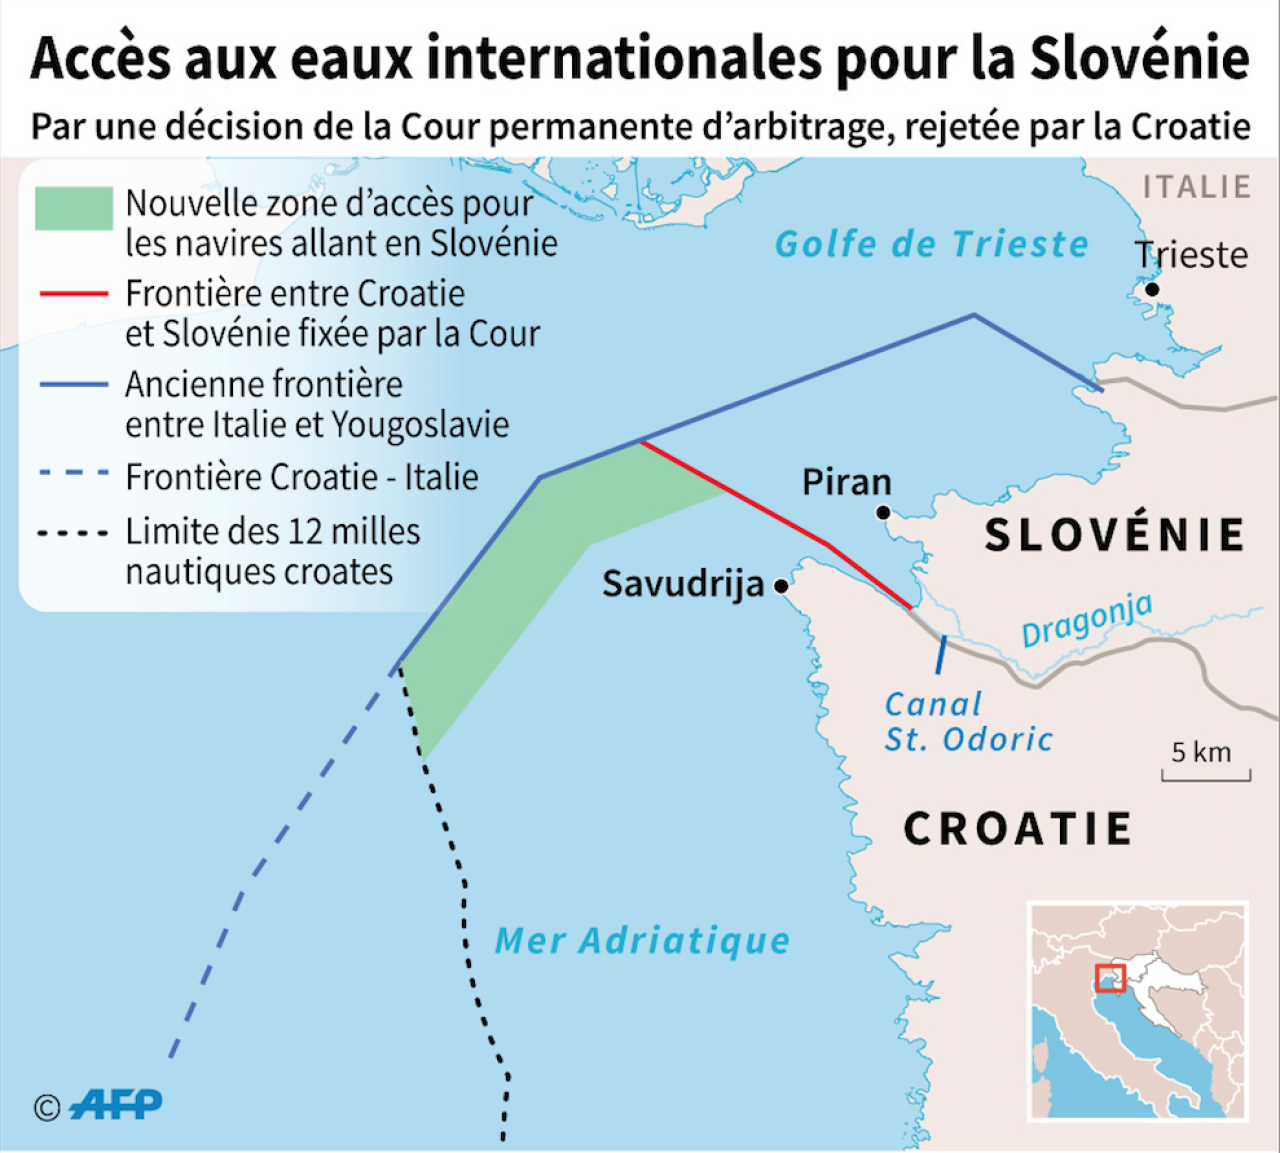 Accès aux eaux internationales pour la Slovénie
Par une décision de la Cour permanente d’arbitrage, rejetée par la Croatie
Nouvelle zone d’accès pour
les navires allant en Slovénie
Frontière entre Croatie
et Slovénie fixée par la Cour
Ancienne frontière
entre Italie et Yougoslavie
Frontière Croatie - Italie
Limite des 12 milles
nautiques croates
ITALIE
Golfe de Trieste
Trieste
Piran
SLOVÉNIE
Savudrija
Dragonja
Canal
St. Odoric
5 km
CROATIE
Mer Adriatique
© AFP